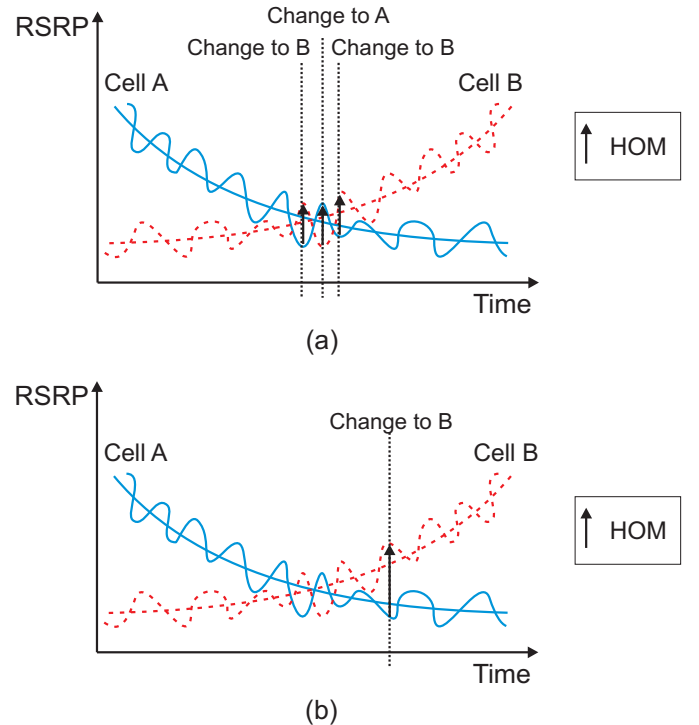 RSRP
Change to A
Change to B
Change to B
Cell A
Cell B
HOM
Time
(a)
RSRP
Change to B
Cell A
Cell B
HOM
Time
(b)